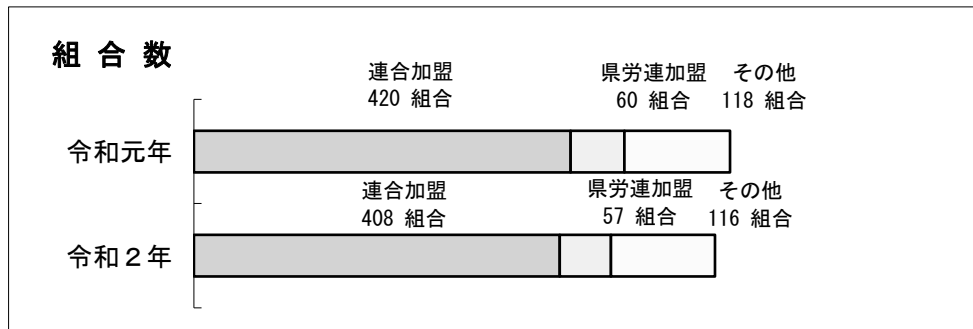 組合数
連合加盟 県労連加盟 その他
420 組合 60 組合 118 組合
令和元年
連合加盟 県労連加盟 その他
408 組合 57 組合 116 組合
令和２年